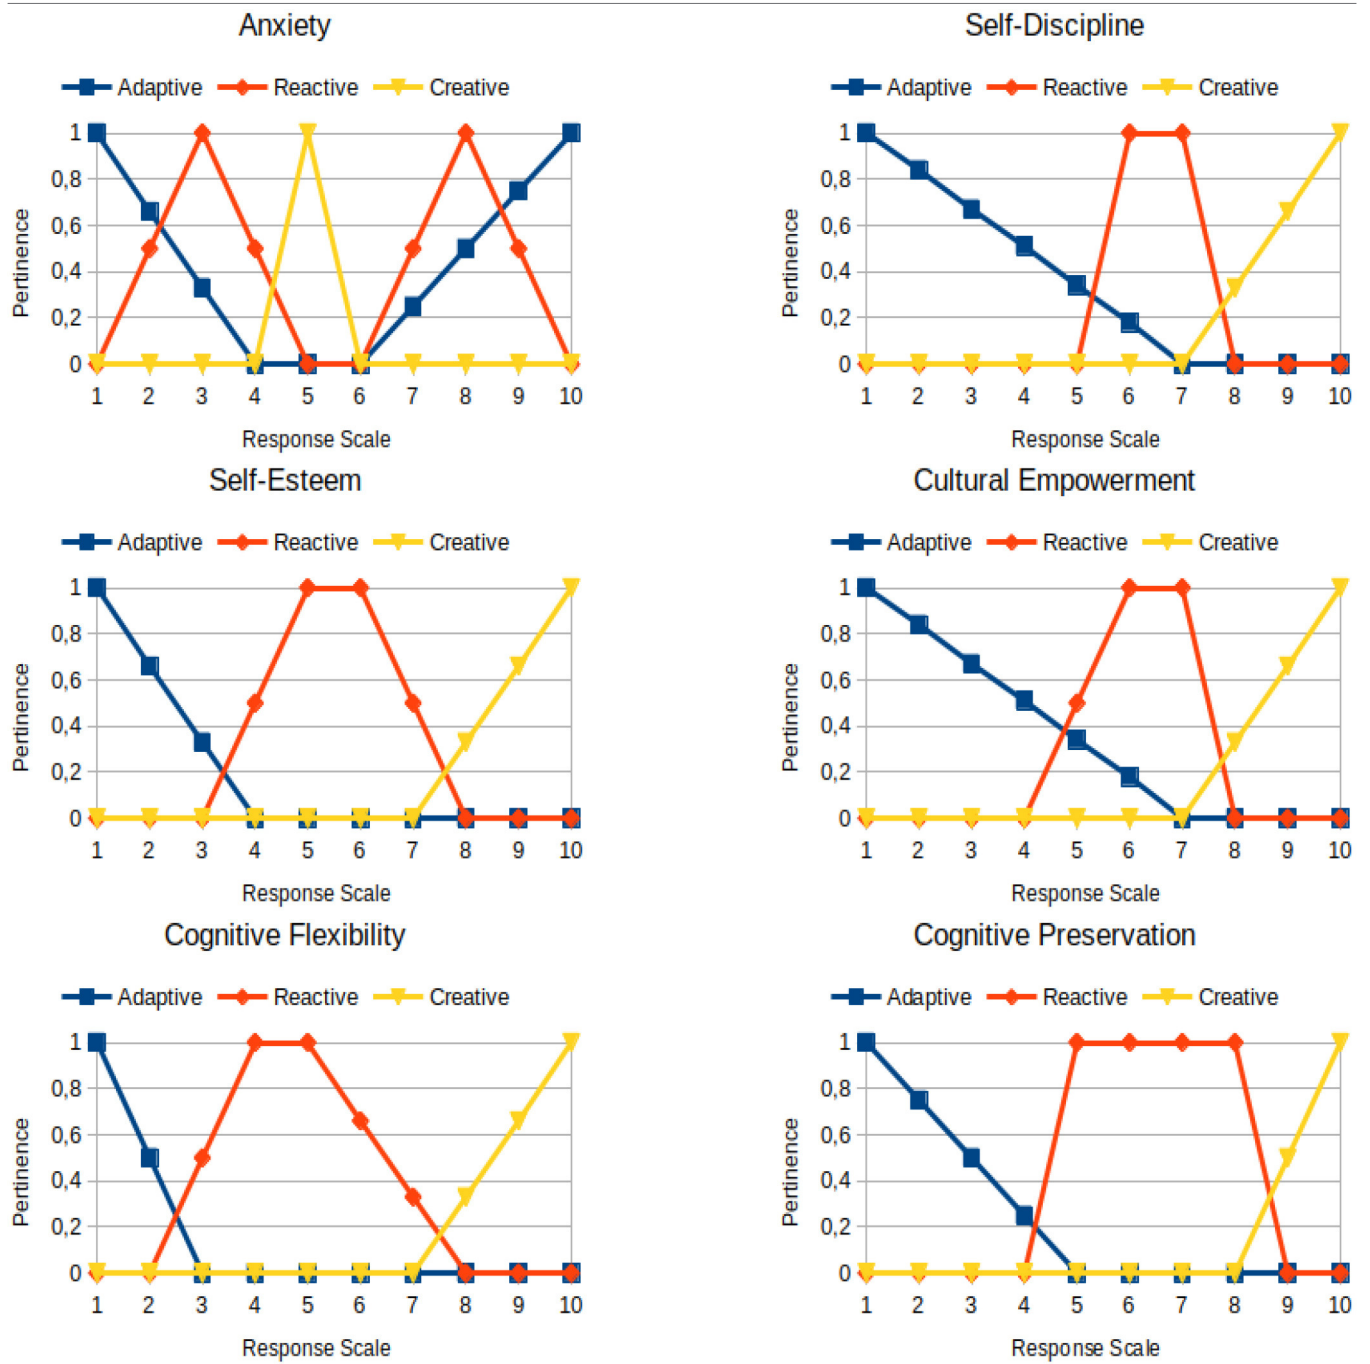 Anxiety
Adaptive Reactive Creative
1
0,8
0,6
0,4
0,2
0
Pertinence
1 2 3 4 5 6 7 8 9 10
Response Scale
Self-Discipline
Adaptive Reactive Creative
1
0,8
0,6
0,4
0,2
0
Pertinence
1 2 3 4 5 6 7 8 9 10
Response Scale
Self-Esteem
Adaptive Reactive Creative
1
0,8
0,6
0,4
0,2
0
Pertinence
1 2 3 4 5 6 7 8 9 10
Response Scale
Cultural Empowerment
Adaptive Reactive Creative
1
0,8
0,6
0,4
0,2
0
Pertinence
1 2 3 4 5 6 7 8 9 10
Response Scale
Cognitive Flexibility
Adaptive Reactive Creative
1
0,8
0,6
0,4
0,2
0
Pertinence
1 2 3 4 5 6 7 8 9 10
Response Scale
Cognitive Preservation
Adaptive Reactive Creative
1
0,8
0,6
0,4
0,2
0
Pertinence
1 2 3 4 5 6 7 8 9 10
Response Scale